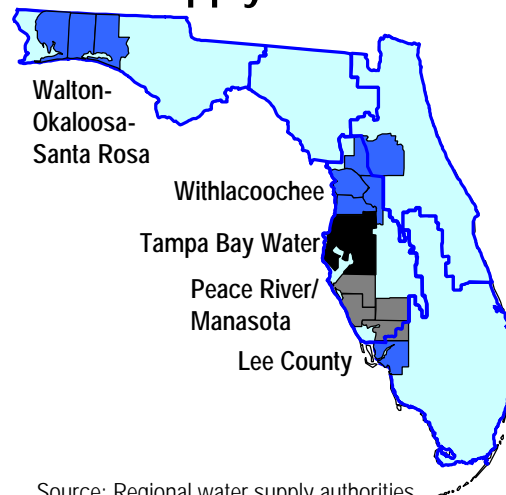 Walton-
Okaloosa-
Santa Rosa
Withlacoochee
Tampa Bay Water
Peace River/
Manasota
Lee County
Source: Regional water supply authorities